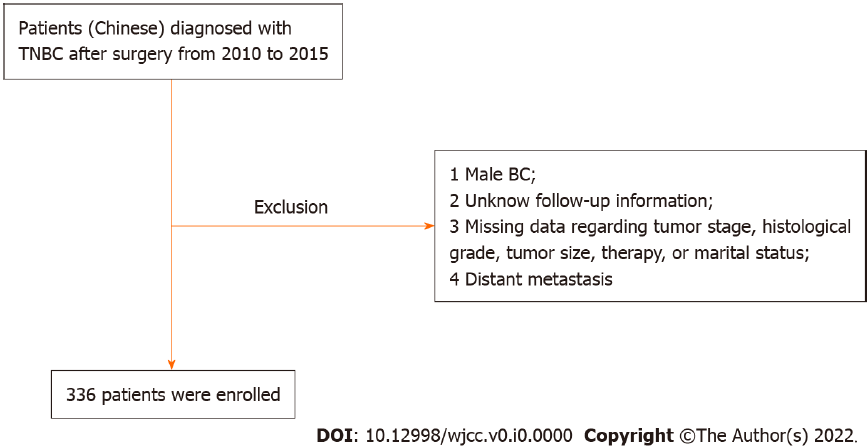 Patients (Chinese) diagnosed with
TNBC after surgery from 2010 to 2015
Exclusion
1 Male BC;
2 Unknow follow-up information;
3 Missing data regarding tumor stage, histological
grade, tumor size, therapy, or marital status;
4 Distant metastasis
336 patients were enrolled
DOI: 10.12998/wjcc.v0.i0.0000 Copyright ©The Author(s) 2022.